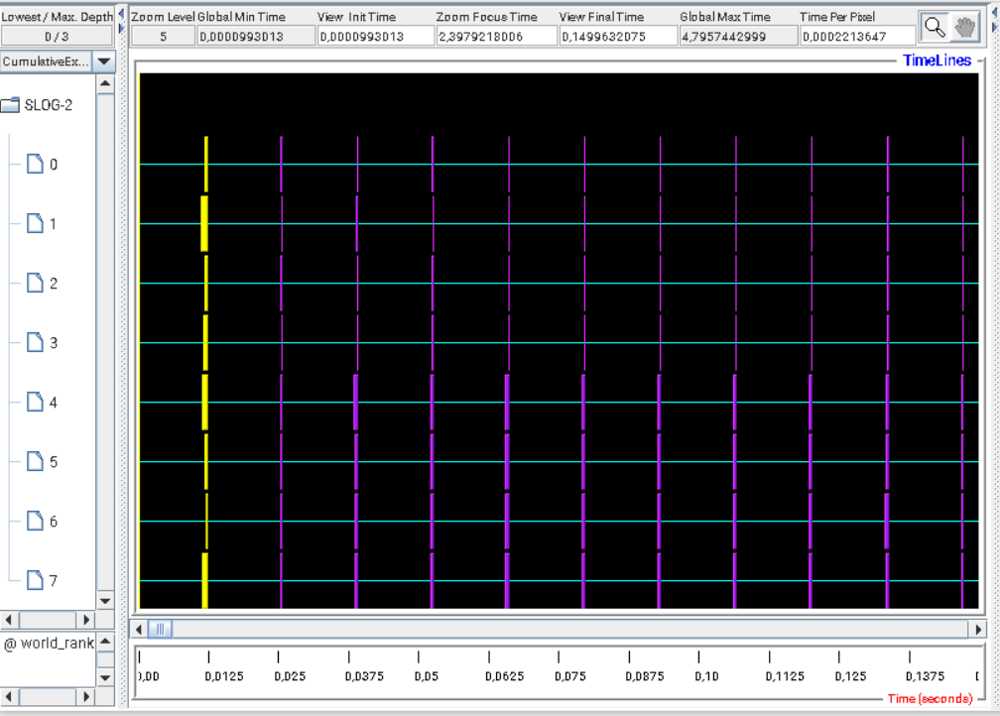 Lowest / Max. Depth
0 / 3
Zoom Level
Global Min Time
View Init Time
Zoom Focus Time
View Final Time
Global Max Time
Time Per Pixel
5
0,0000993013
0,0000993013
2,3979218006
0,1499632075
4,7957442999
0,0002213647
CumulativeEx...
TimeLines
SLOG-2
0
1
2
3
4
5
6
7
@ world_rank
0,00
0,0125
0,025
0,0375
0,05
0,0625
0,075
0,0875
0,10
0,1125
0,125
0,1375
Time (seconds)